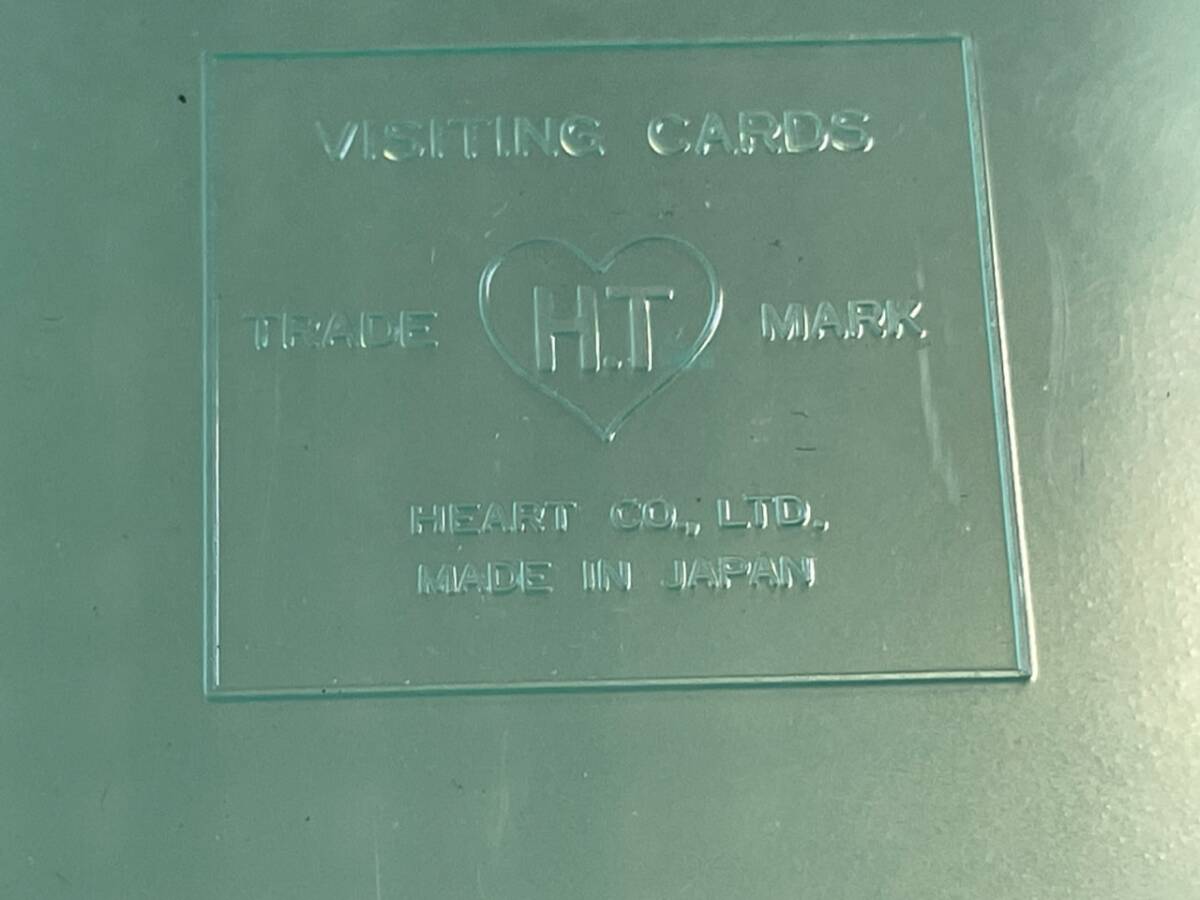 VISITING CARDS
TRADE H.T MARK
HEART CO., LTD.
MADE IN JAPAN